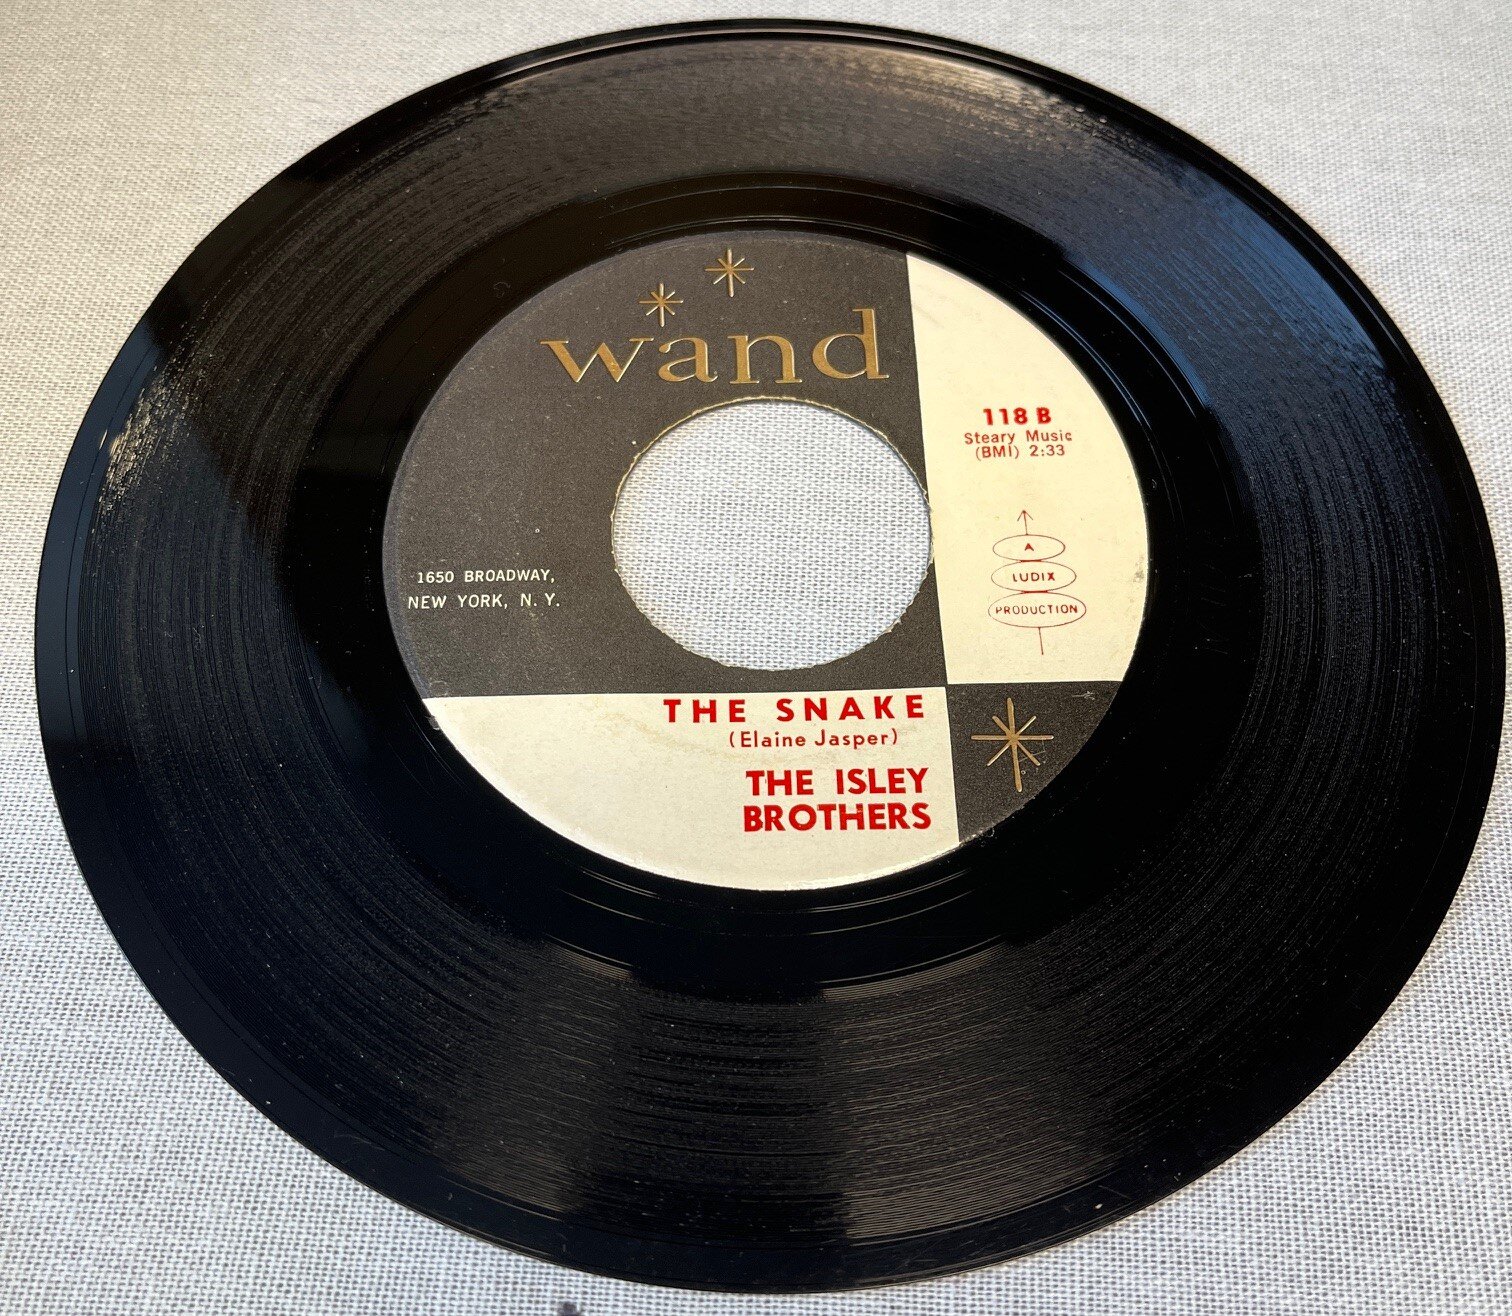 wand
118 B
Steary Music
(BMI) 2:33
A
LUDIX
PRODUCTION
1650 BROADWAY,
NEW YORK, N. Y.
THE SNAKE
(Elaine Jasper)
THE ISLEY
BROTHERS